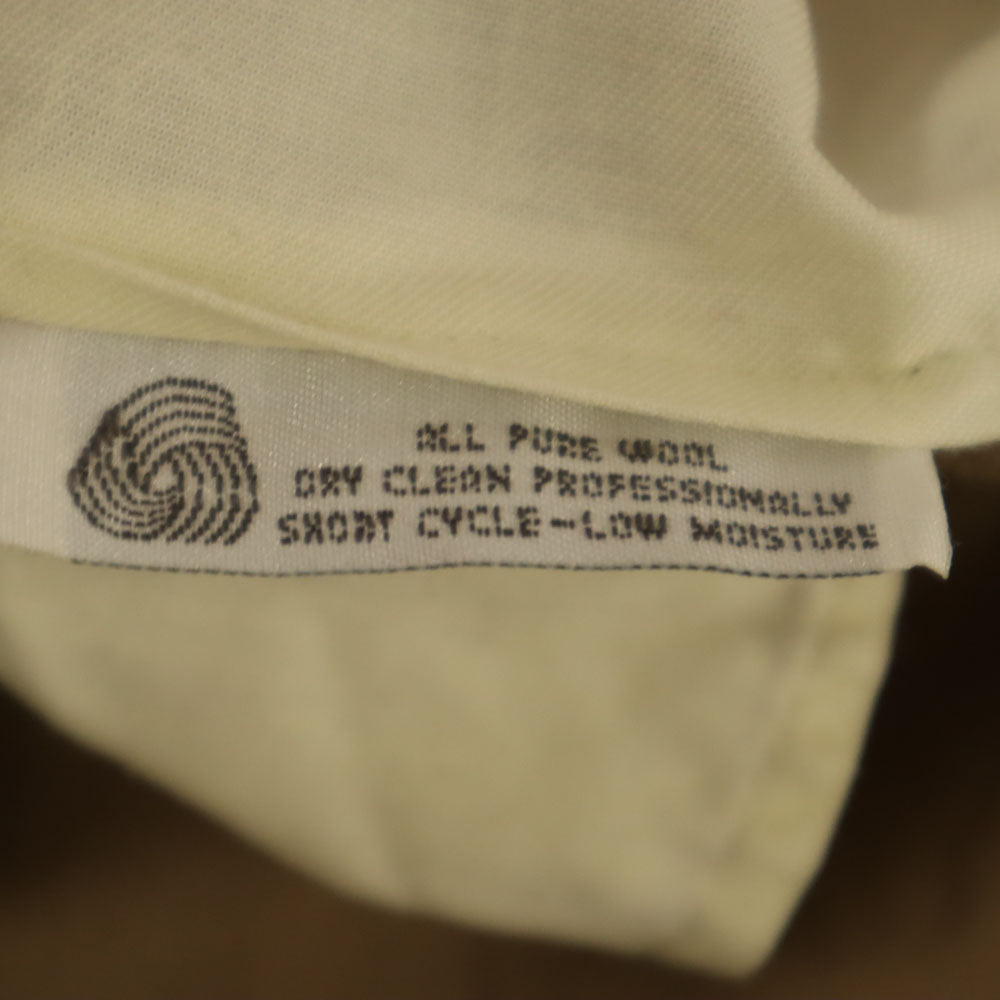 ALL PURE WOOL
DRY CLEAN PROFESSIONALLY
SHORT CYCLE-LOW MOISTURE